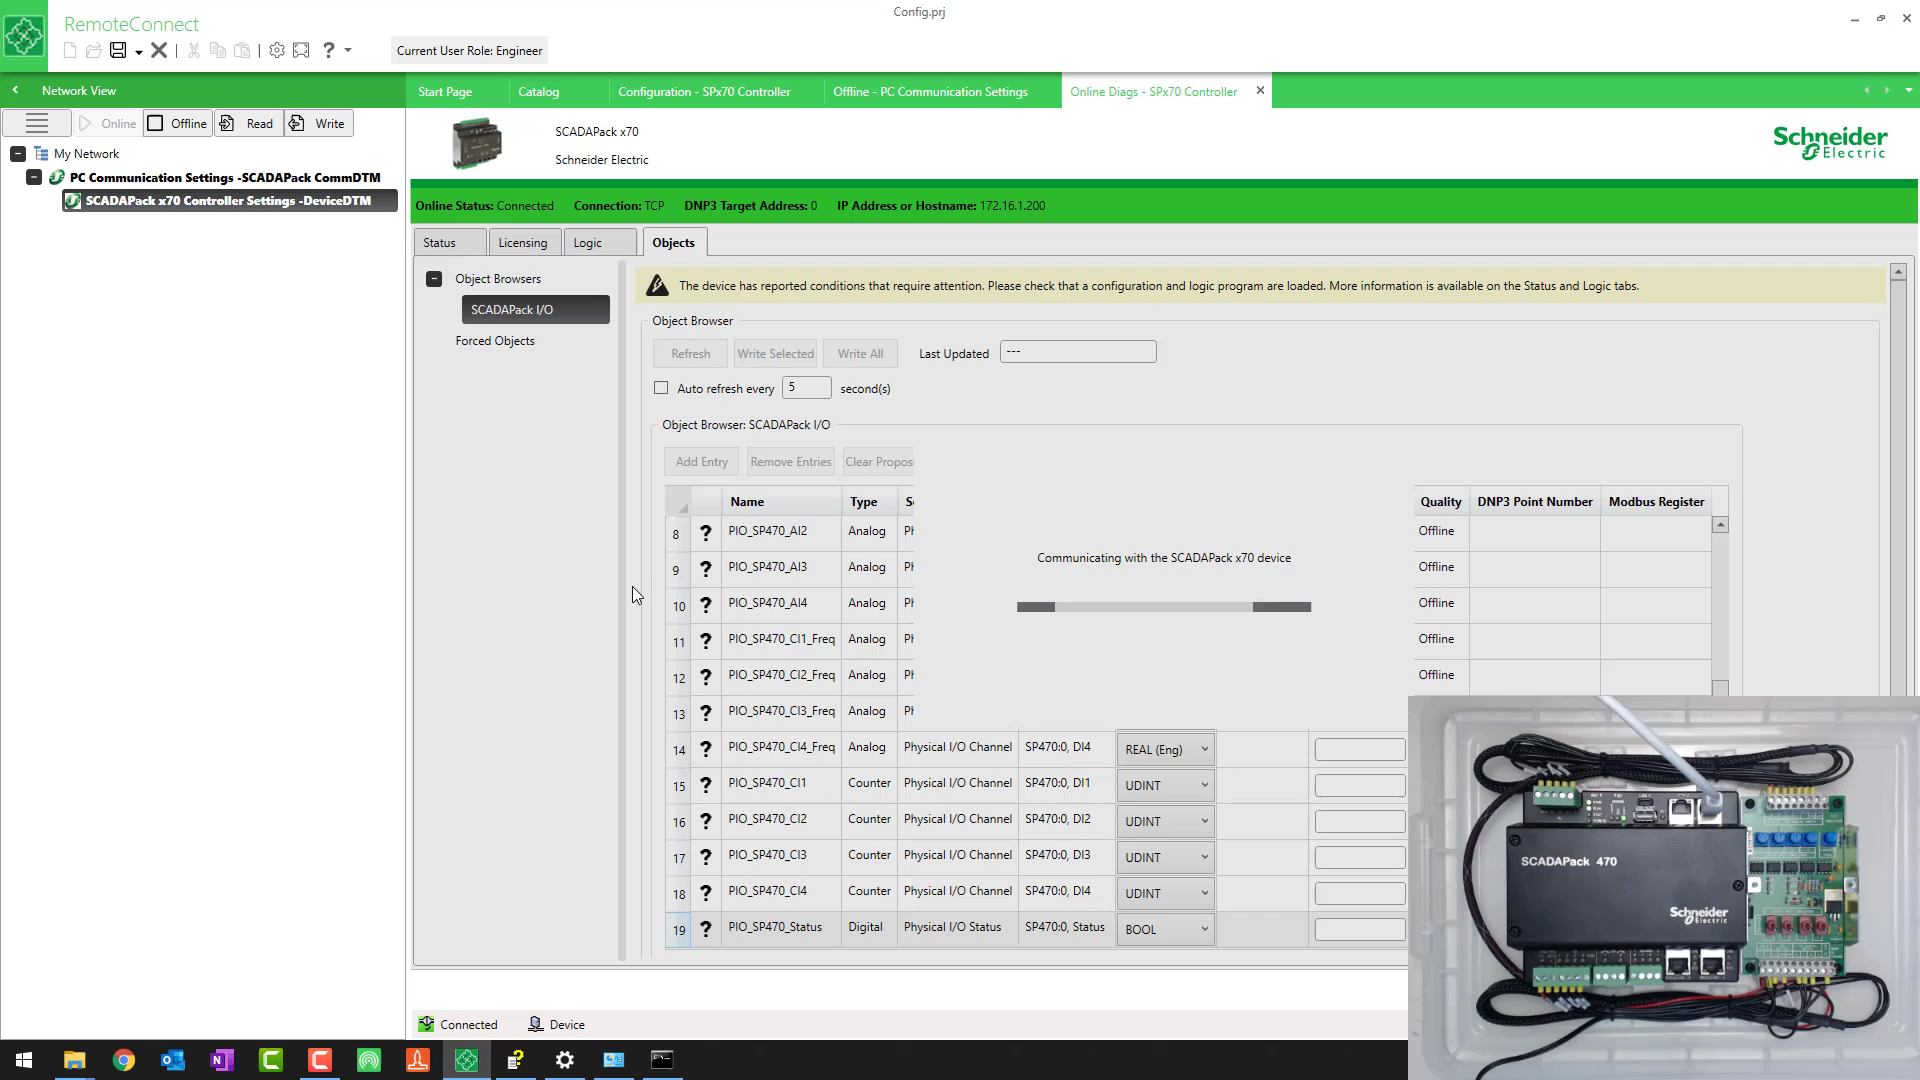 Config.prj
RemoteConnect
Current User Role: Engineer
Network View
Start Page
Catalog
Configuration - SPx70 Controller
Offline - PC Communication Settings
Online Diags - SPx70 Controller
Online
Offline
Read
Write
My Network
PC Communication Settings -SCADAPack CommDTM
SCADAPack x70 Controller Settings -DeviceDTM
SCADAPack x70
Schneider Electric
Schneider
Electric
Online Status: Connected Connection: TCP DNP3 Target Address: 0 IP Address or Hostname: 172.16.1.200
Status
Licensing
Logic
Objects
Object Browsers
SCADAPack I/O
Forced Objects
The device has reported conditions that require attention. Please check that a configuration and logic program are loaded. More information is available on the Status and Logic tabs.
Object Browser
Refresh
Write Selected
Write All
Last Updated ---
Auto refresh every 5 second(s)
Object Browser: SCADAPack I/O
Add Entry
Remove Entries
Clear Propos
Name Type Quality DNP3 Point Number Modbus Register
8 ? PIO_SP470_AI2 Analog Offline
9 ? PIO_SP470_AI3 Analog Offline
10 ? PIO_SP470_AI4 Analog Offline
11 ? PIO_SP470_CI1_Freq Analog Offline
12 ? PIO_SP470_CI2_Freq Analog Offline
13 ? PIO_SP470_CI3_Freq Analog
14 ? PIO_SP470_CI4_Freq Analog Physical I/O Channel SP470:0, DI4 REAL (Eng)
15 ? PIO_SP470_CI1 Counter Physical I/O Channel SP470:0, DI1 UDINT
16 ? PIO_SP470_CI2 Counter Physical I/O Channel SP470:0, DI2 UDINT
17 ? PIO_SP470_CI3 Counter Physical I/O Channel SP470:0, DI3 UDINT
18 ? PIO_SP470_CI4 Counter Physical I/O Channel SP470:0, DI4 UDINT
19 ? PIO_SP470_Status Digital Physical I/O Status SP470:0, Status BOOL
Communicating with the SCADAPack x70 device
SCADAPack 470
Schneider
Electric
Connected
Device